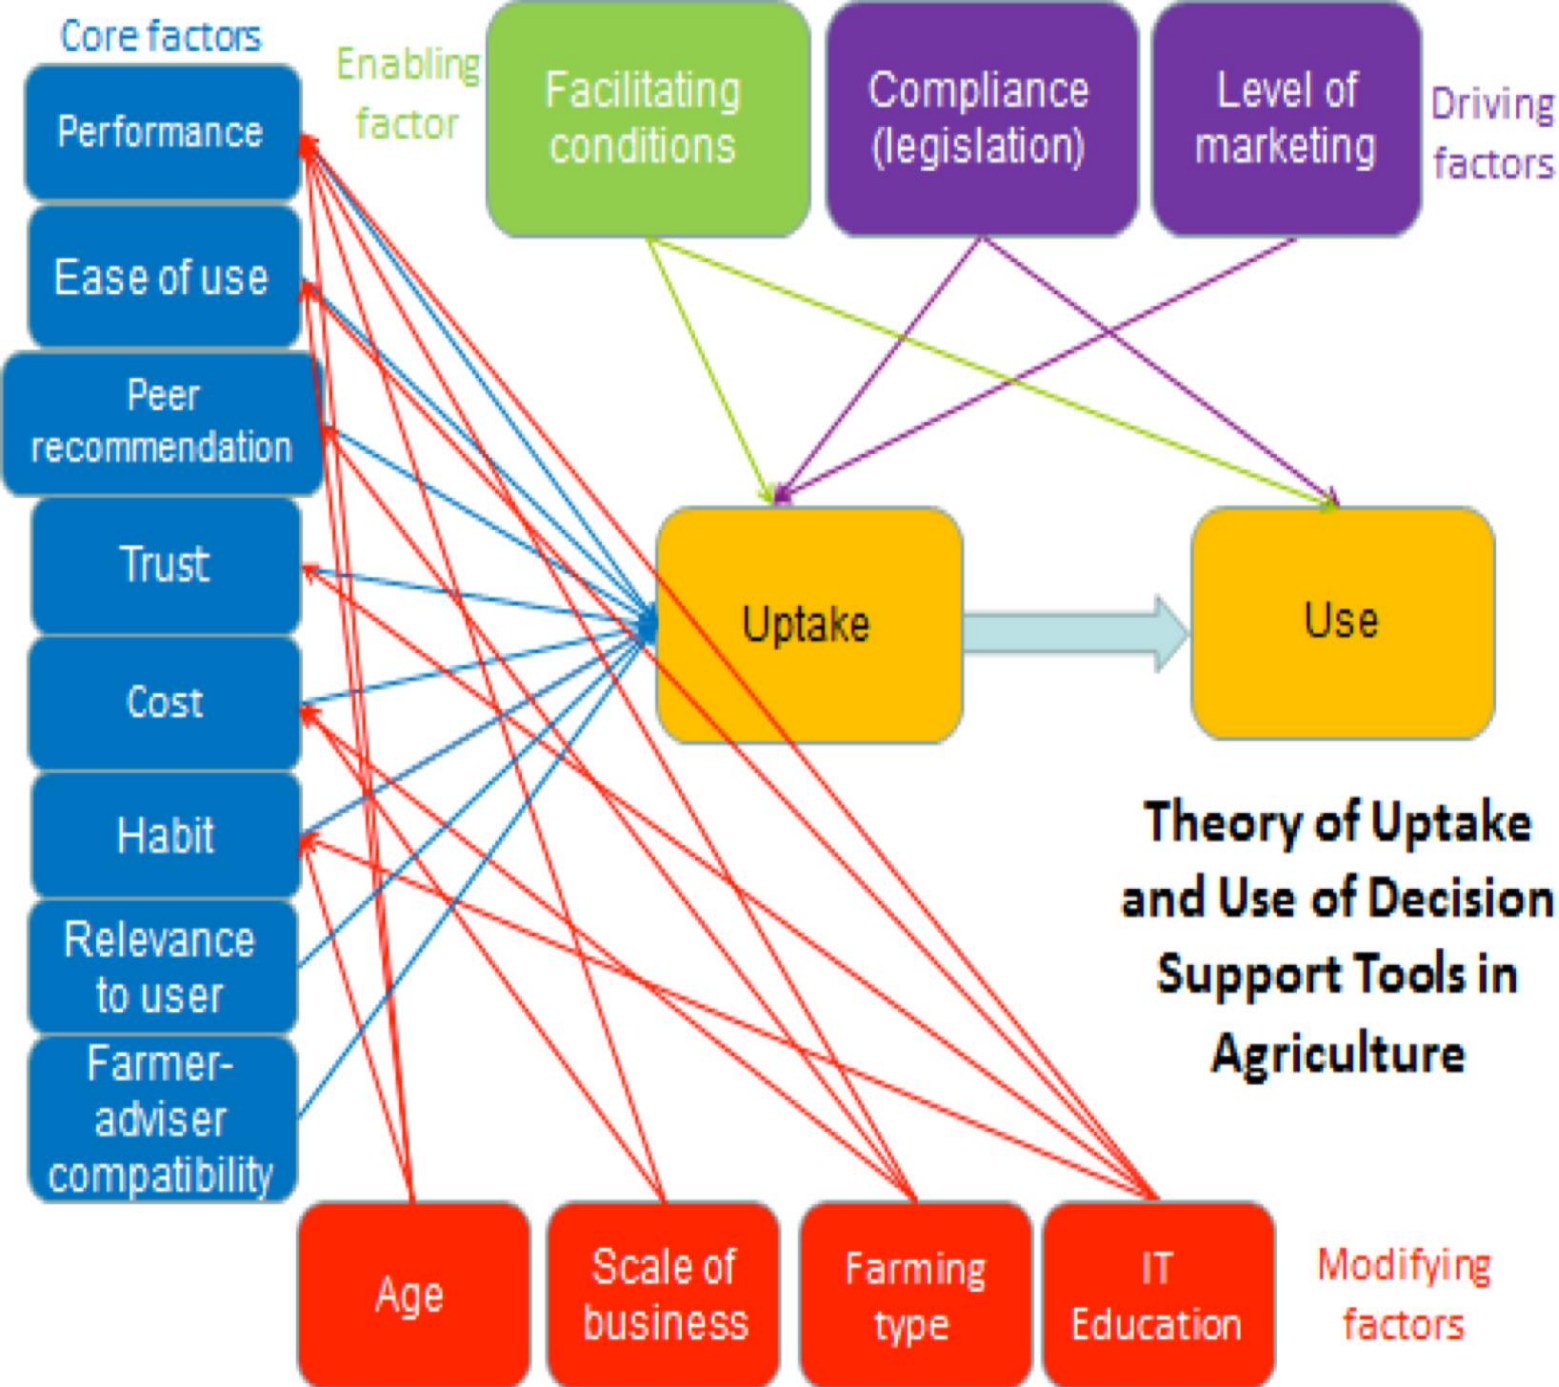 Core factors
Performance
Ease of use
Peer
recommendation
Trust
Cost
Habit
Relevance
to user
Farmer-
adviser
compatibility
Enabling
factor
Facilitating
conditions
Compliance
(legislation)
Level of
marketing
Driving
factors
Uptake
Use
Theory of Uptake
and Use of Decision
Support Tools in
Agriculture
Age
Scale of
business
Farming
type
IT
Education
Modifying
factors